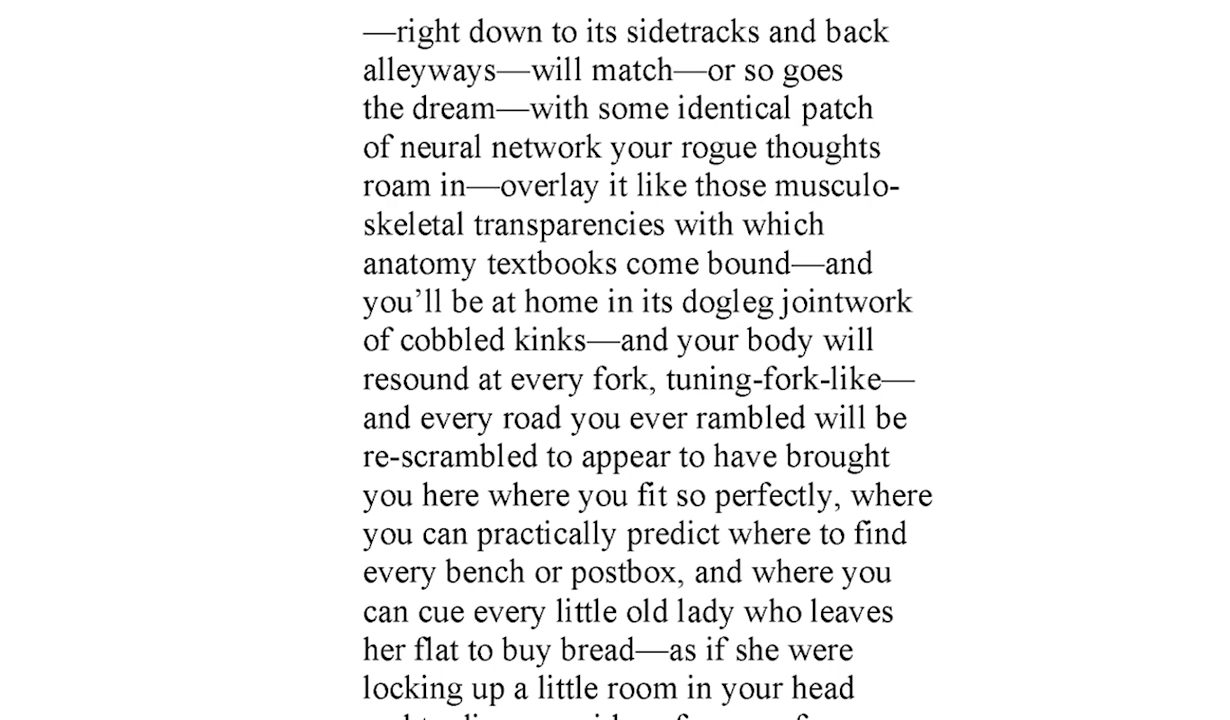 —right down to its sidetracks and back
alleyways—will match—or so goes
the dream—with some identical patch
of neural network your rogue thoughts
roam in—overlay it like those musculo-
skeletal transparencies with which
anatomy textbooks come bound—and
you’ll be at home in its dogleg jointwork
of cobbled kinks—and your body will
resound at every fork, tuning-fork-like—
and every road you ever rambled will be
re-scrambled to appear to have brought
you here where you fit so perfectly, where
you can practically predict where to find
every bench or postbox, and where you
can cue every little old lady who leaves
her flat to buy bread—as if she were
locking up a little room in your head